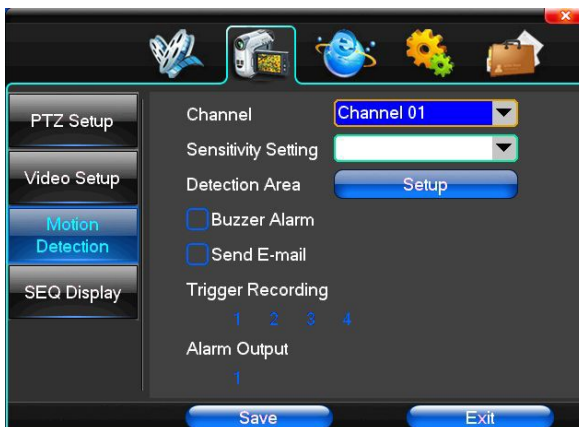 PTZ Setup
Video Setup
Motion
Detection
SEQ Display
Channel Channel 01
Sensitivity Setting
Detection Area Setup
Buzzer Alarm
Send E-mail
Trigger Recording
1 2 3 4
Alarm Output
1
Save Exit